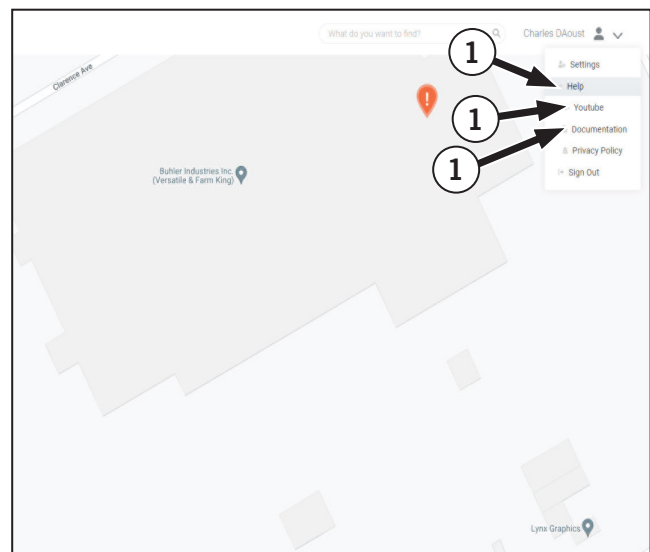 What do you want to find?
Charles DAoust
1
Settings
Clarence Ave
Help
!
1
Youtube
Documentation
1
Privacy Policy
Buhler Industries Inc.
(Versatile & Farm King)
Sign Out
Lynx Graphics